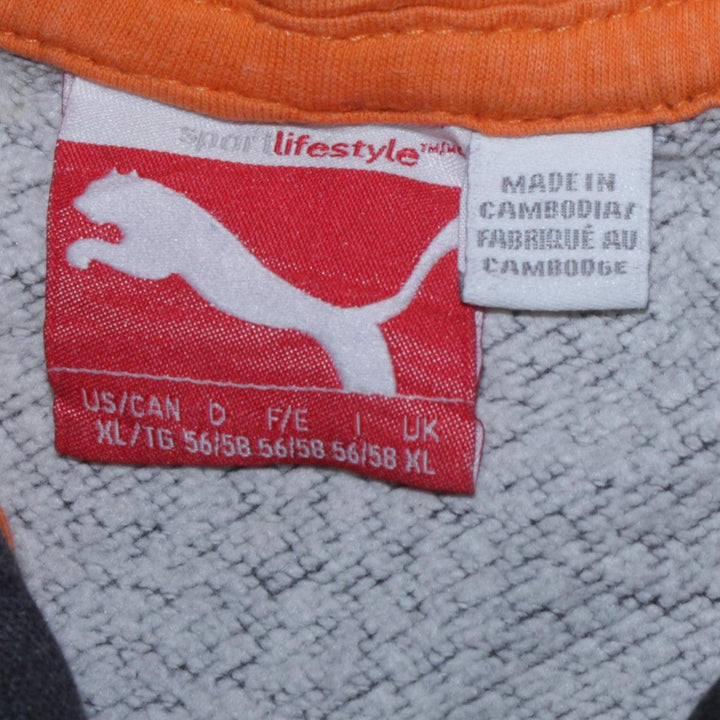 sportlifestyle™/MC
MADE IN
CAMBODIA/
FABRIQUÉ AU
CAMBODGE
US/CAN D F/E I UK
XL/TG 56/58 56/58 56/58 XL